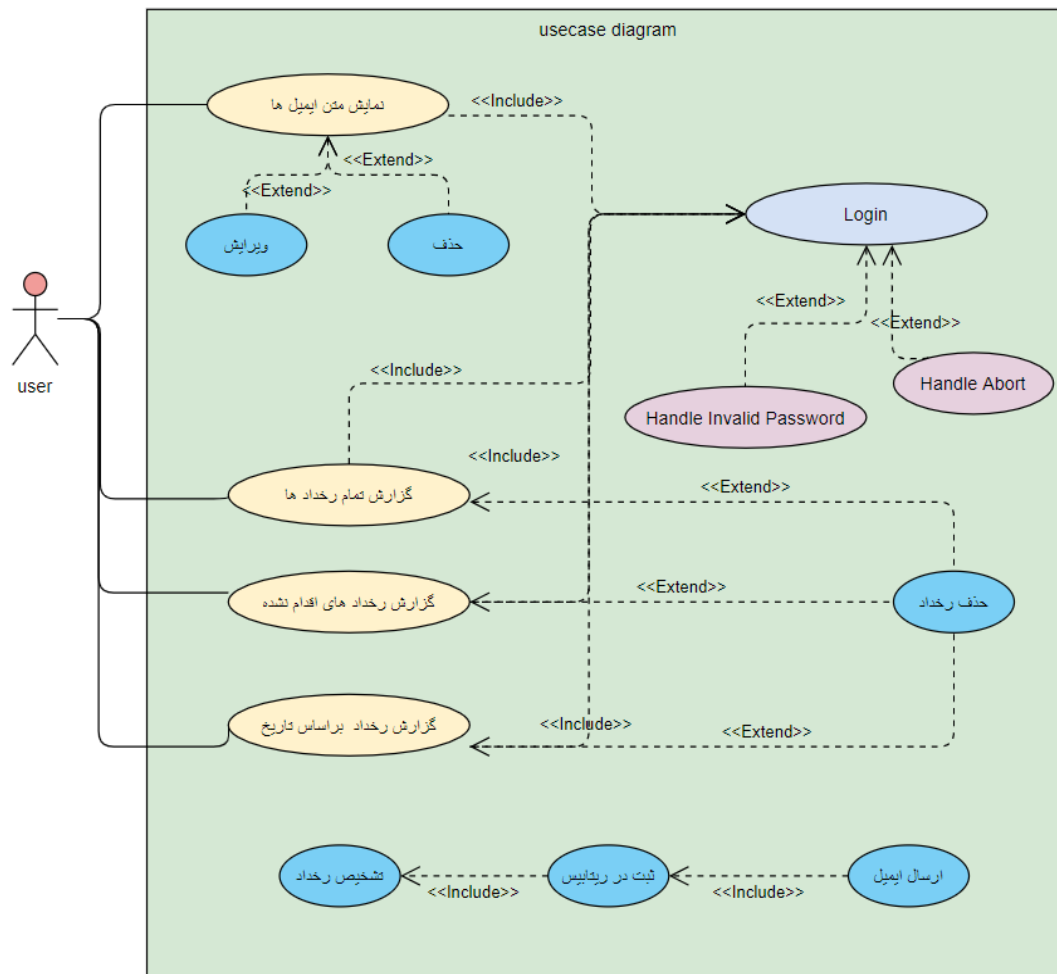 usecase diagram
نمایش متن ایمیل ها
<<Include>>
<<Extend>>
<<Extend>>
ویرایش
حذف
Login
<<Extend>>
<<Extend>>
user
<<Include>>
Handle Abort
Handle Invalid Password
<<Include>>
گزارش تمام رخداد ها
<<Extend>>
گزارش رخداد های اقدام نشده
<<Extend>>
حذف رخداد
گزارش رخداد براساس تاریخ
<<Include>>
<<Extend>>
تشخیص رخداد
<<Include>>
ثبت در ریتابیس
<<Include>>
ارسال ایمیل